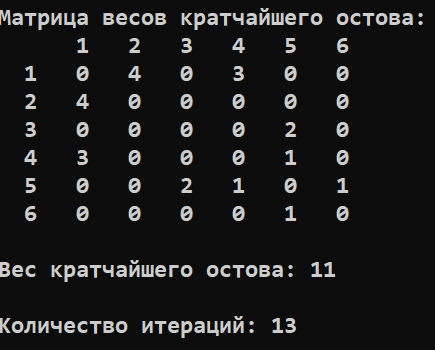 Матрица весов кратчайшего остова:
1 2 3 4 5 6
1 0 4 0 3 0 0
2 4 0 0 0 0 0
3 0 0 0 0 2 0
4 3 0 0 0 1 0
5 0 0 2 1 0 1
6 0 0 0 0 1 0
Вес кратчайшего остова: 11
Количество итераций: 13